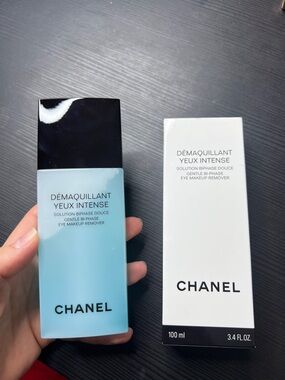 DÉMAQUILLANT
YEUX INTENSE
SOLUTION BIPHASE DOUCE
GENTLE BI-PHASE
EYE MAKEUP REMOVER
CHANEL
DÉMAQUILLANT
YEUX INTENSE
SOLUTION BIPHASE DOUCE
GENTLE BI-PHASE
EYE MAKEUP REMOVER
CHANEL
100 ml 3.4 FL.OZ.